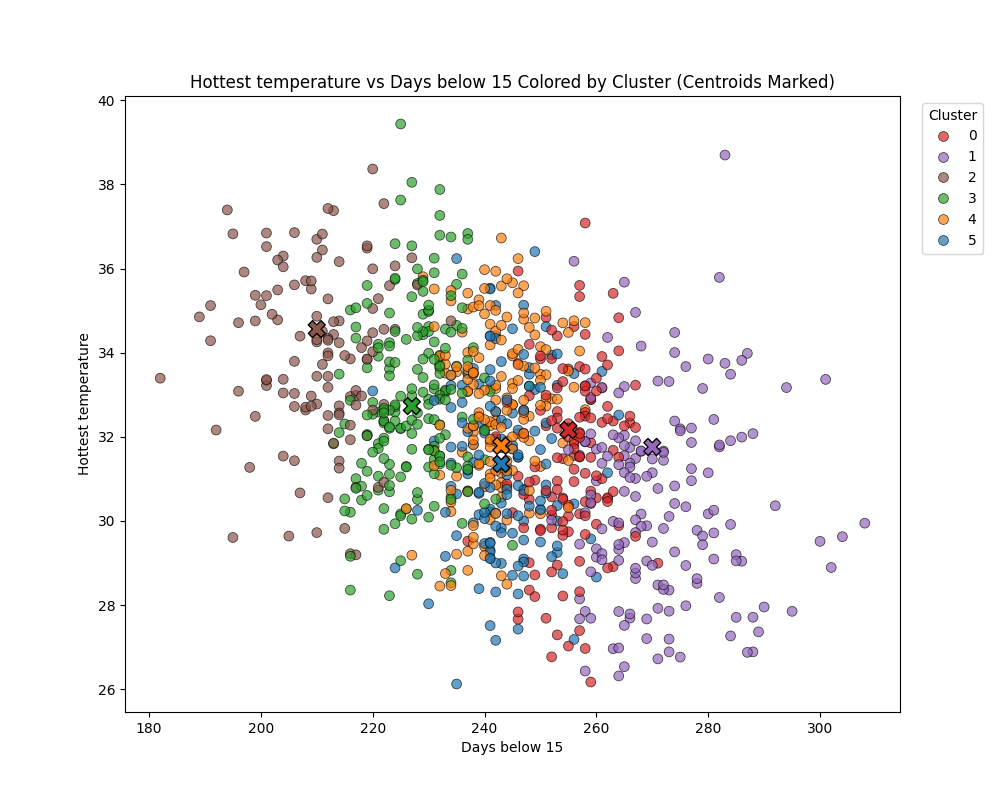 Hottest temperature vs Days below 15 Colored by Cluster (Centroids Marked)
Cluster
0
1
2
3
4
5
Hottest temperature
40
38
36
34
32
30
28
26
180 200 220 240 260 280 300
Days below 15